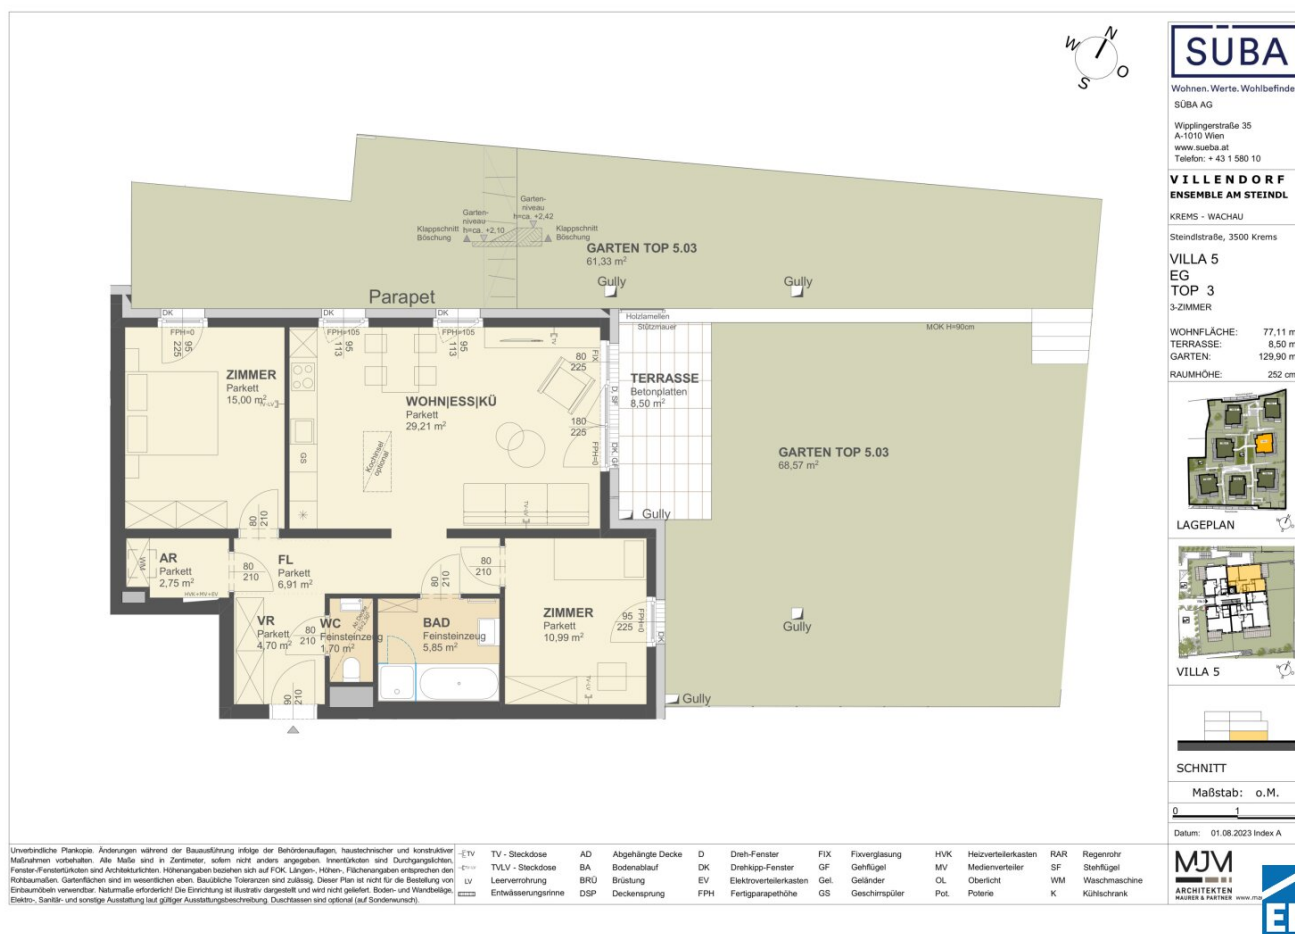 N
W
O
S
SÜBA
Wohnen. Werte. Wohlbefinde
SÜBA AG
Wipplingerstraße 35
A-1010 Wien
www.sueba.at
Telefon: + 43 1 580 10
VILLENDORF
ENSEMBLE AM STEINDL
KREMS - WACHAU
Steindlstraße, 3500 Krems
VILLA 5
EG
TOP 3
3-ZIMMER
WOHNFLÄCHE: 77,11 m
TERRASSE: 8,50 m
GARTEN: 129,90 m
RAUMHÖHE: 252 cm
LAGEPLAN
VILLA 5
SCHNITT
Maßstab: o.M.
0 1
Datum: 01.08.2023 Index A
MJM
ARCHITEKTEN
MAURER & PARTNER www.ma
Garten-
niveau
h=ca. +2,42
Garten-
niveau
h=ca. +2,10
Klappschnitt
Böschung
Klappschnitt
Böschung
GARTEN TOP 5.03
61,33 m²
Gully
Gully
Parapet
DK
DK
DK
FPH=0
FPH=105
FPH=105
95
225
95
113
95
113
Holzlamellen
Stützmauer
MOK H=90cm
ZIMMER
Parkett
15,00 m²
WOHN|ESS|KÜ
Parkett
29,21 m²
Kochinsel
optional
GS
TV
FIX
80
225
D, SF
180
225
DK, GF
FPH=0
TERRASSE
Betonplatten
8,50 m²
GARTEN TOP 5.03
68,57 m²
Gully
80
210
AR
Parkett
2,75 m²
WM
80
210
FL
Parkett
6,91 m²
80
210
80
210
VR
Parkett
4,70 m²
80
210
WC
Feinsteinzeug
1,70 m²
BAD
Feinsteinzeug
5,85 m²
ZIMMER
Parkett
10,99 m²
95
225
FPH=0
DK
Gully
90
210
Gully
Unverbindliche Plankopie. Änderungen während der Bauausführung infolge der Behördenauflagen, haustechnischer und konstruktiver
Maßnahmen vorbehalten. Alle Maße sind in Zentimeter, sofern nicht anders angegeben. Innentürkoten sind Durchgangslichten,
Fenster-/Fenstertürkoten sind Architekturlichten. Höhenangaben beziehen sich auf FOK. Längen-, Höhen-, Flächenangaben entsprechen den
Rohbaumaßen. Gartenflächen sind im wesentlichen eben. Bauübliche Toleranzen sind zulässig. Dieser Plan ist nicht für die Bestellung von
Einbaumöbeln verwendbar. Naturmaße erforderlich! Die Einrichtung ist illustrativ dargestellt und wird nicht geliefert. Boden- und Wandbeläge,
Elektro-, Sanitär- und sonstige Ausstattung laut gültiger Ausstattungsbeschreibung. Duschtassen sind optional (auf Sonderwunsch).
TV TV - Steckdose AD Abgehängte Decke D Dreh-Fenster FIX Fixverglasung HVK Heizverteilerkasten RAR Regenrohr
TVLV - Steckdose BA Bodenablauf DK Drehkipp-Fenster GF Gehflügel MV Medienverteiler SF Stehflügel
LV Leerverrohrung BRÜ Brüstung EV Elektroverteilerkasten Gel. Geländer OL Oberlicht WM Waschmaschine
Entwässerungsrinne DSP Deckensprung FPH Fertigparapethöhe GS Geschirrspüler Pot. Poterie K Kühlschrank